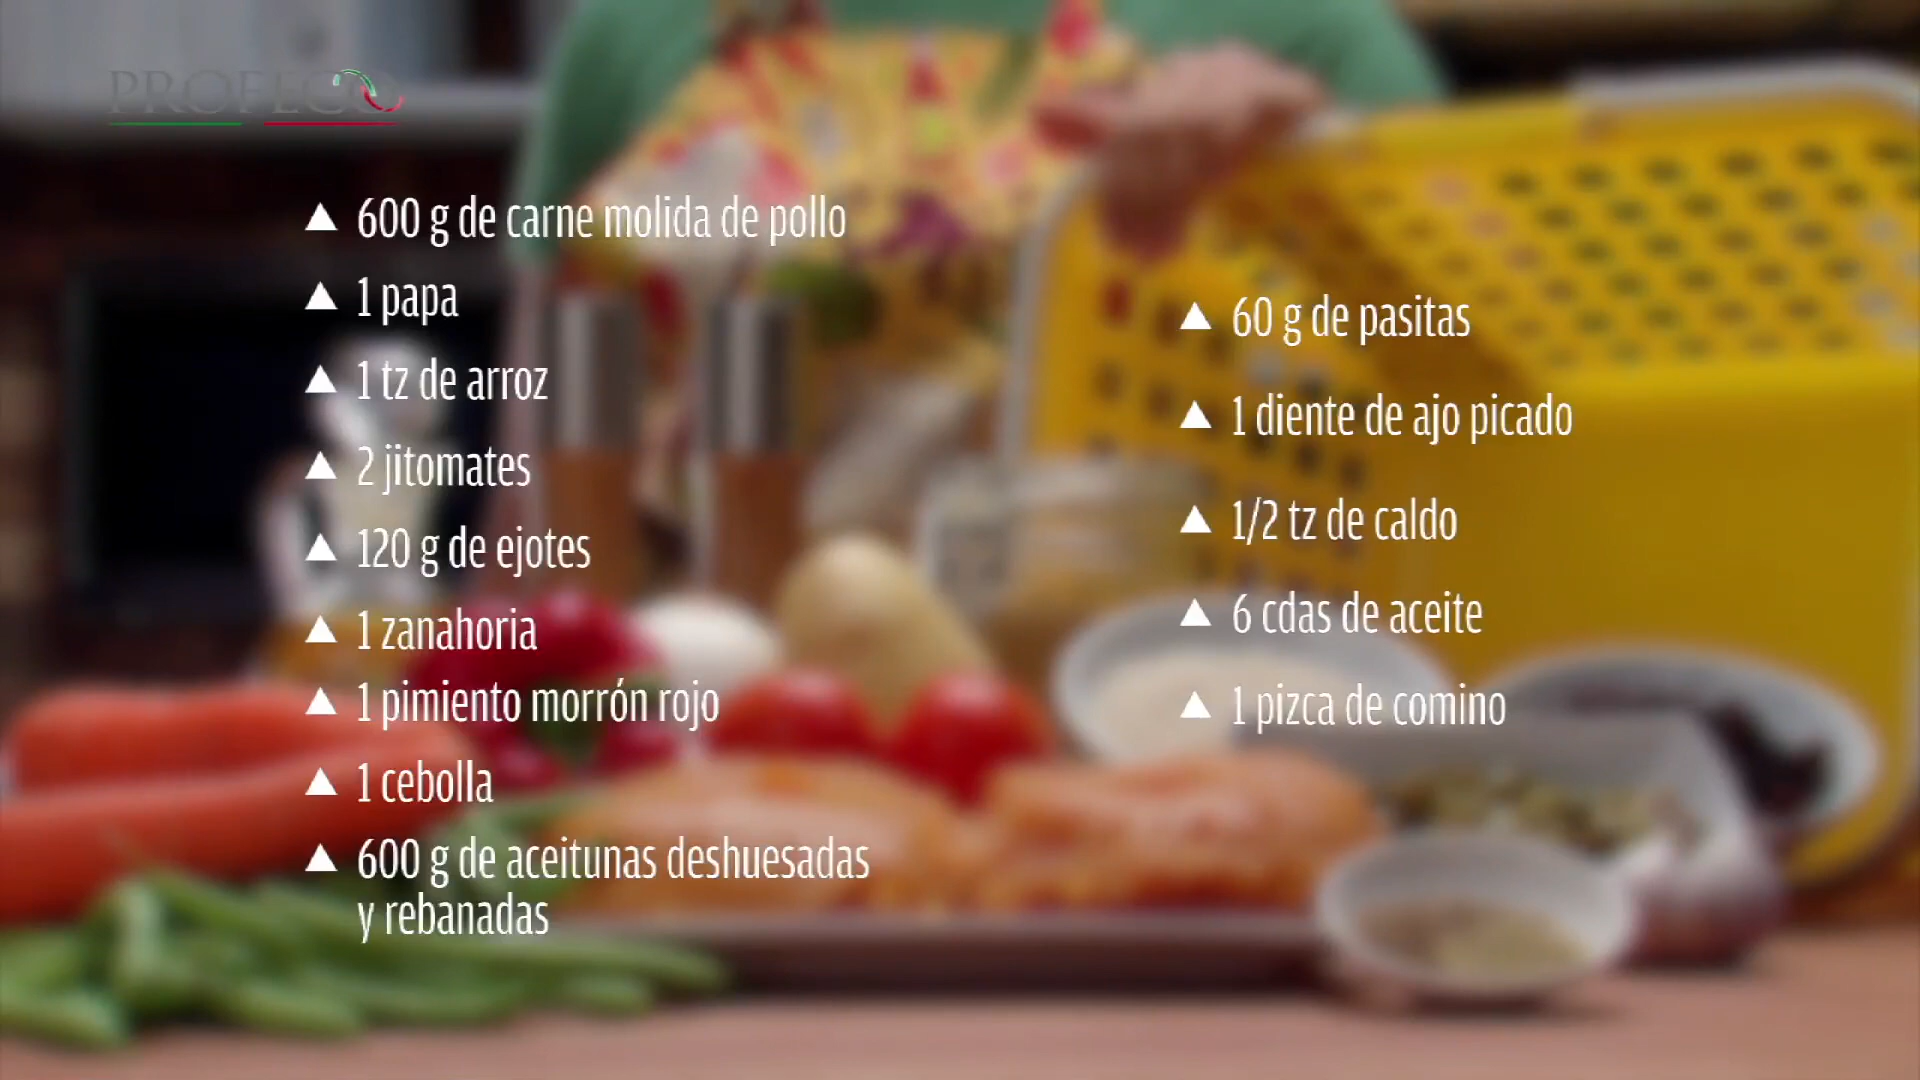 PROFECO
600 g de carne molida de pollo
1 papa
1 tz de arroz
2 jitomates
120 g de ejotes
1 zanahoria
1 pimiento morrón rojo
1 cebolla
600 g de aceitunas deshuesadas
y rebanadas
60 g de pasitas
1 diente de ajo picado
1/2 tz de caldo
6 cdas de aceite
1 pizca de comino